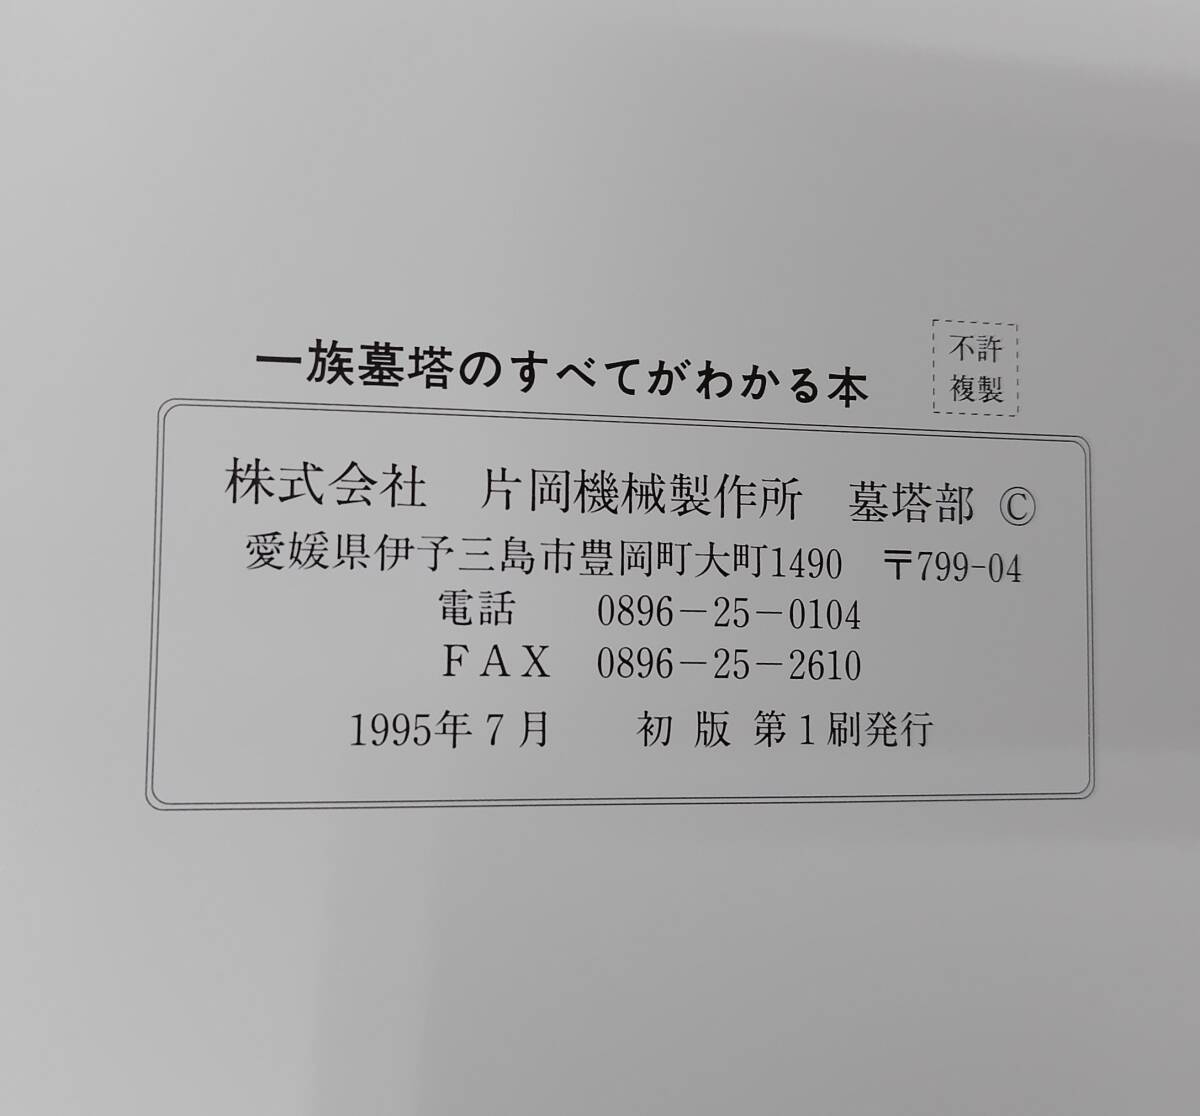 一族墓塔のすべてがわかる本
不許
複製
株式会社　片岡機械製作所　墓塔部 ©
愛媛県伊予三島市豊岡町大町1490　〒799-04
電話　0896－25－0104
ＦＡＸ　0896－25－2610
1995年７月　初版 第１刷発行